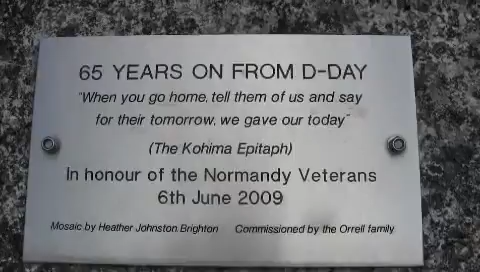 65 YEARS ON FROM D-DAY
"When you go home, tell them of us and say
for their tomorrow, we gave our today"
(The Kohima Epitaph)
In honour of the Normandy Veterans
6th June 2009
Mosaic by Heather Johnston. Brighton Commissioned by the Orrell family